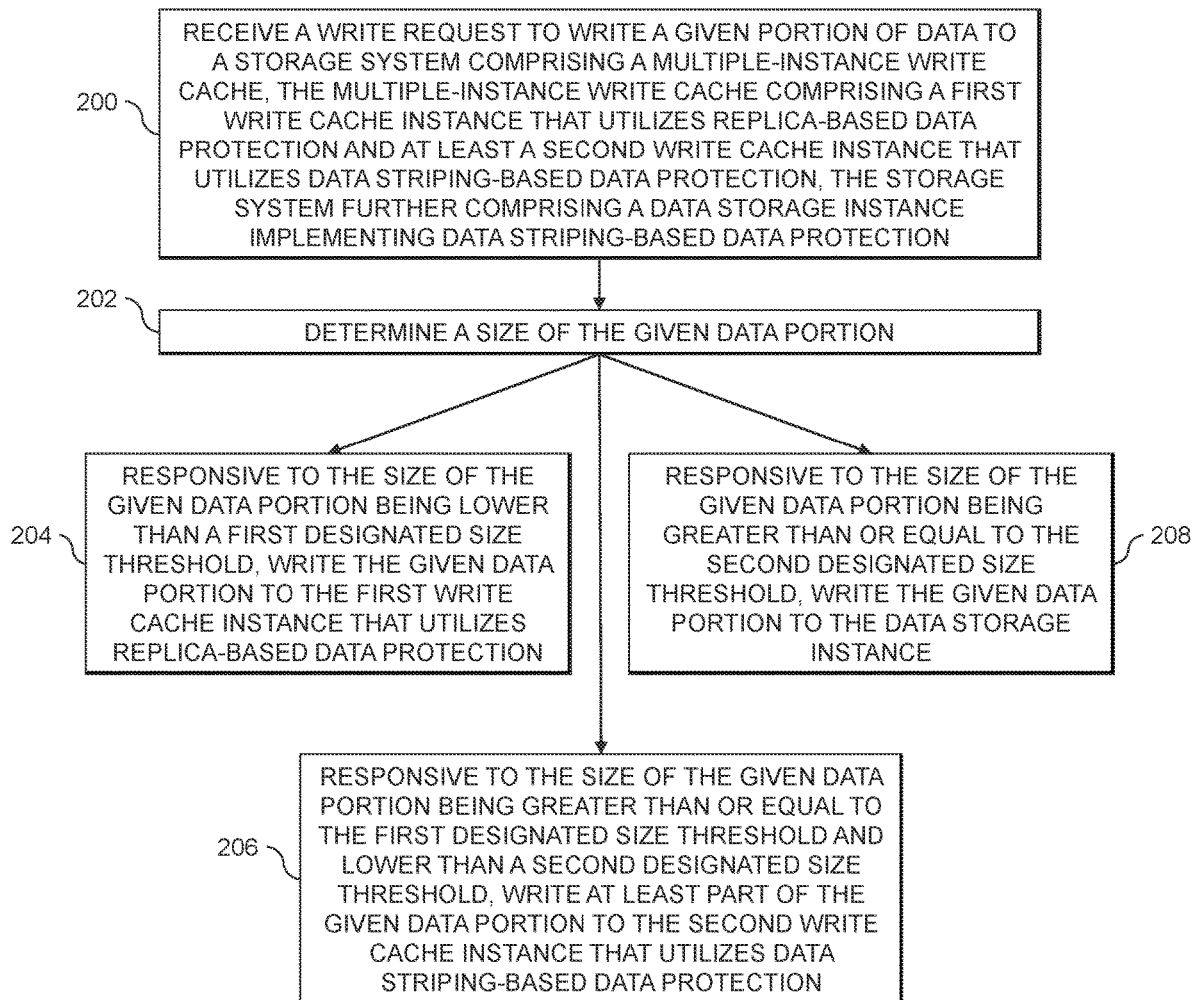 RECEIVE A WRITE REQUEST TO WRITE A GIVEN PORTION OF DATA TO
A STORAGE SYSTEM COMPRISING A MULTIPLE-INSTANCE WRITE
CACHE, THE MULTIPLE-INSTANCE WRITE CACHE COMPRISING A FIRST
WRITE CACHE INSTANCE THAT UTILIZES REPLICA-BASED DATA
PROTECTION AND AT LEAST A SECOND WRITE CACHE INSTANCE THAT
UTILIZES DATA STRIPING-BASED DATA PROTECTION, THE STORAGE
SYSTEM FURTHER COMPRISING A DATA STORAGE INSTANCE
IMPLEMENTING DATA STRIPING-BASED DATA PROTECTION
200
202
DETERMINE A SIZE OF THE GIVEN DATA PORTION
RESPONSIVE TO THE SIZE OF THE
GIVEN DATA PORTION BEING LOWER
THAN A FIRST DESIGNATED SIZE
THRESHOLD, WRITE THE GIVEN DATA
PORTION TO THE FIRST WRITE
CACHE INSTANCE THAT UTILIZES
REPLICA-BASED DATA PROTECTION
204
RESPONSIVE TO THE SIZE OF THE
GIVEN DATA PORTION BEING
GREATER THAN OR EQUAL TO THE
SECOND DESIGNATED SIZE
THRESHOLD, WRITE THE GIVEN DATA
PORTION TO THE DATA STORAGE
INSTANCE
208
RESPONSIVE TO THE SIZE OF THE GIVEN DATA
PORTION BEING GREATER THAN OR EQUAL TO
THE FIRST DESIGNATED SIZE THRESHOLD AND
LOWER THAN A SECOND DESIGNATED SIZE
THRESHOLD, WRITE AT LEAST PART OF THE
GIVEN DATA PORTION TO THE SECOND WRITE
CACHE INSTANCE THAT UTILIZES DATA
STRIPING-BASED DATA PROTECTION
206